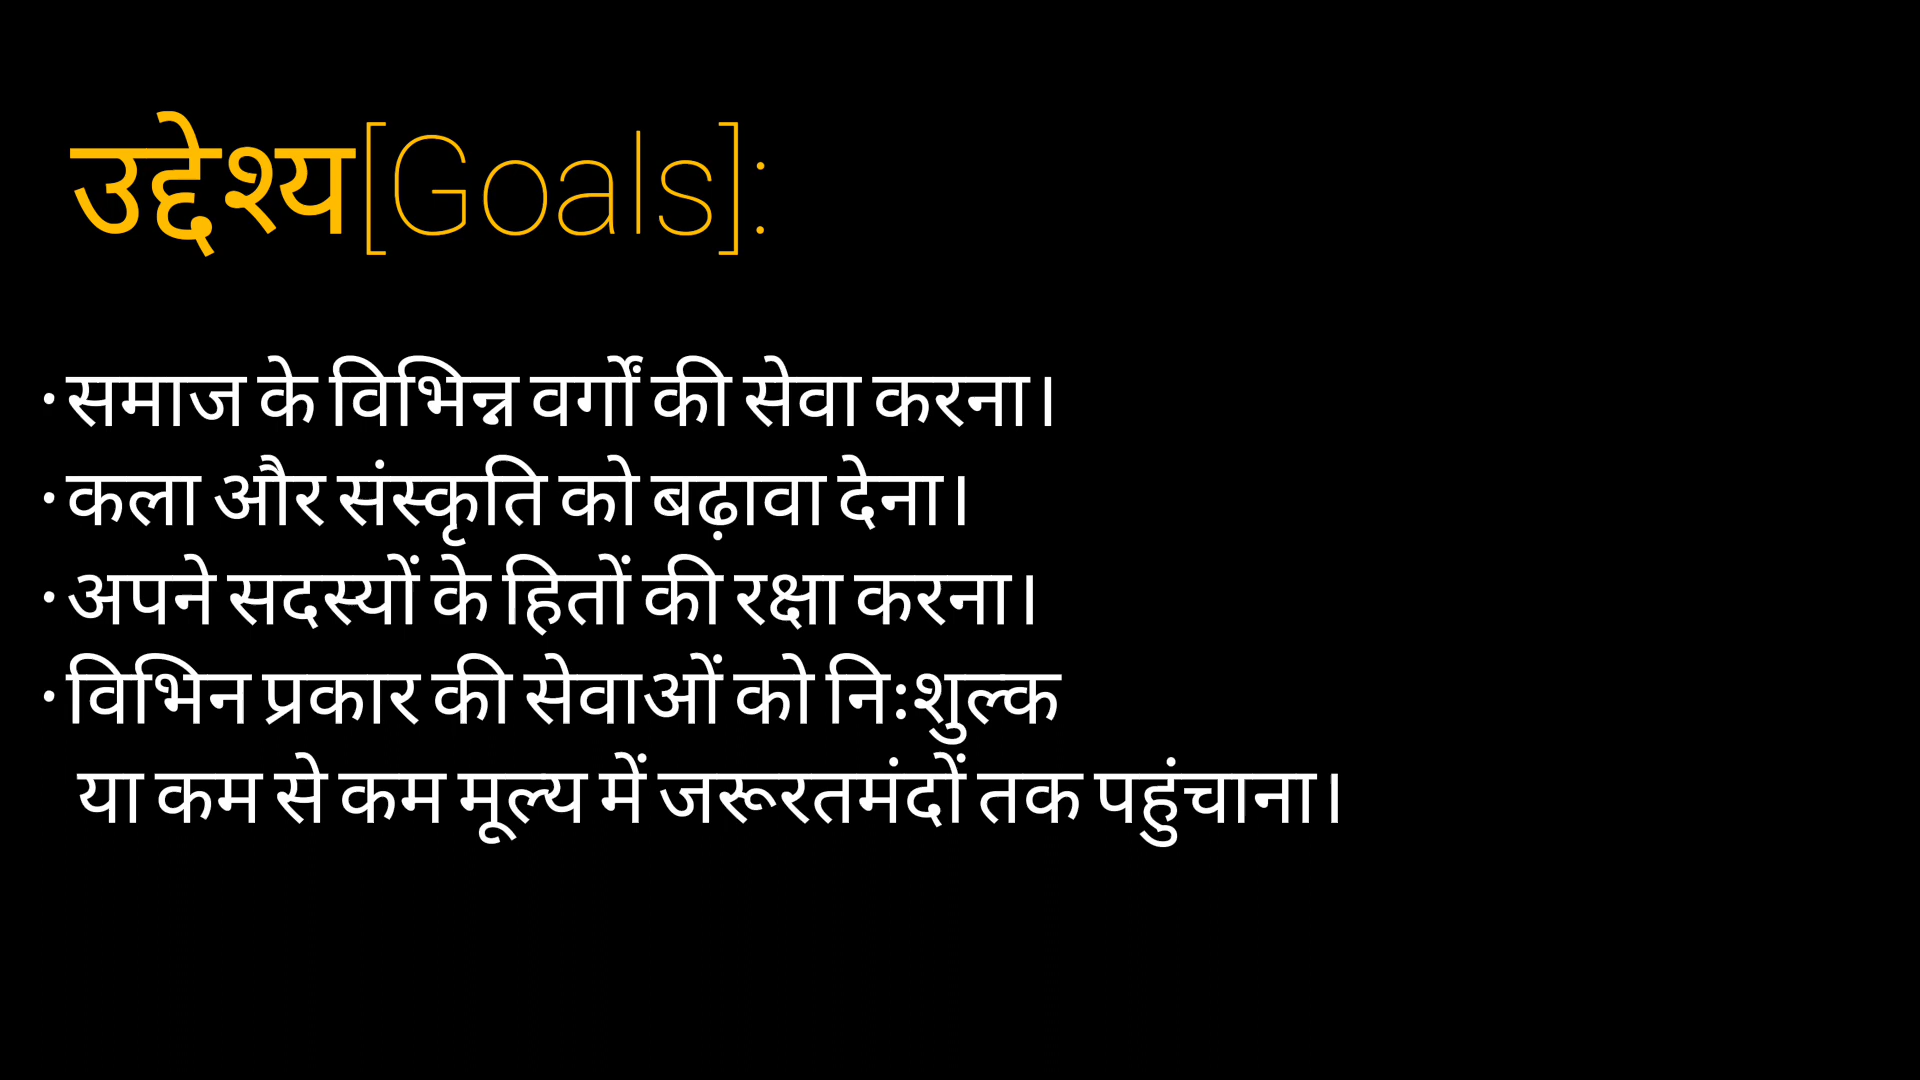 उद्देश्य[Goals]:
·समाज के विभिन्न वर्गों की सेवा करना।
·कला और संस्कृति को बढ़ावा देना।
·अपने सदस्यों के हितों की रक्षा करना।
·विभिन प्रकार की सेवाओं को निःशुल्क
या कम से कम मूल्य में जरूरतमंदों तक पहुंचाना।